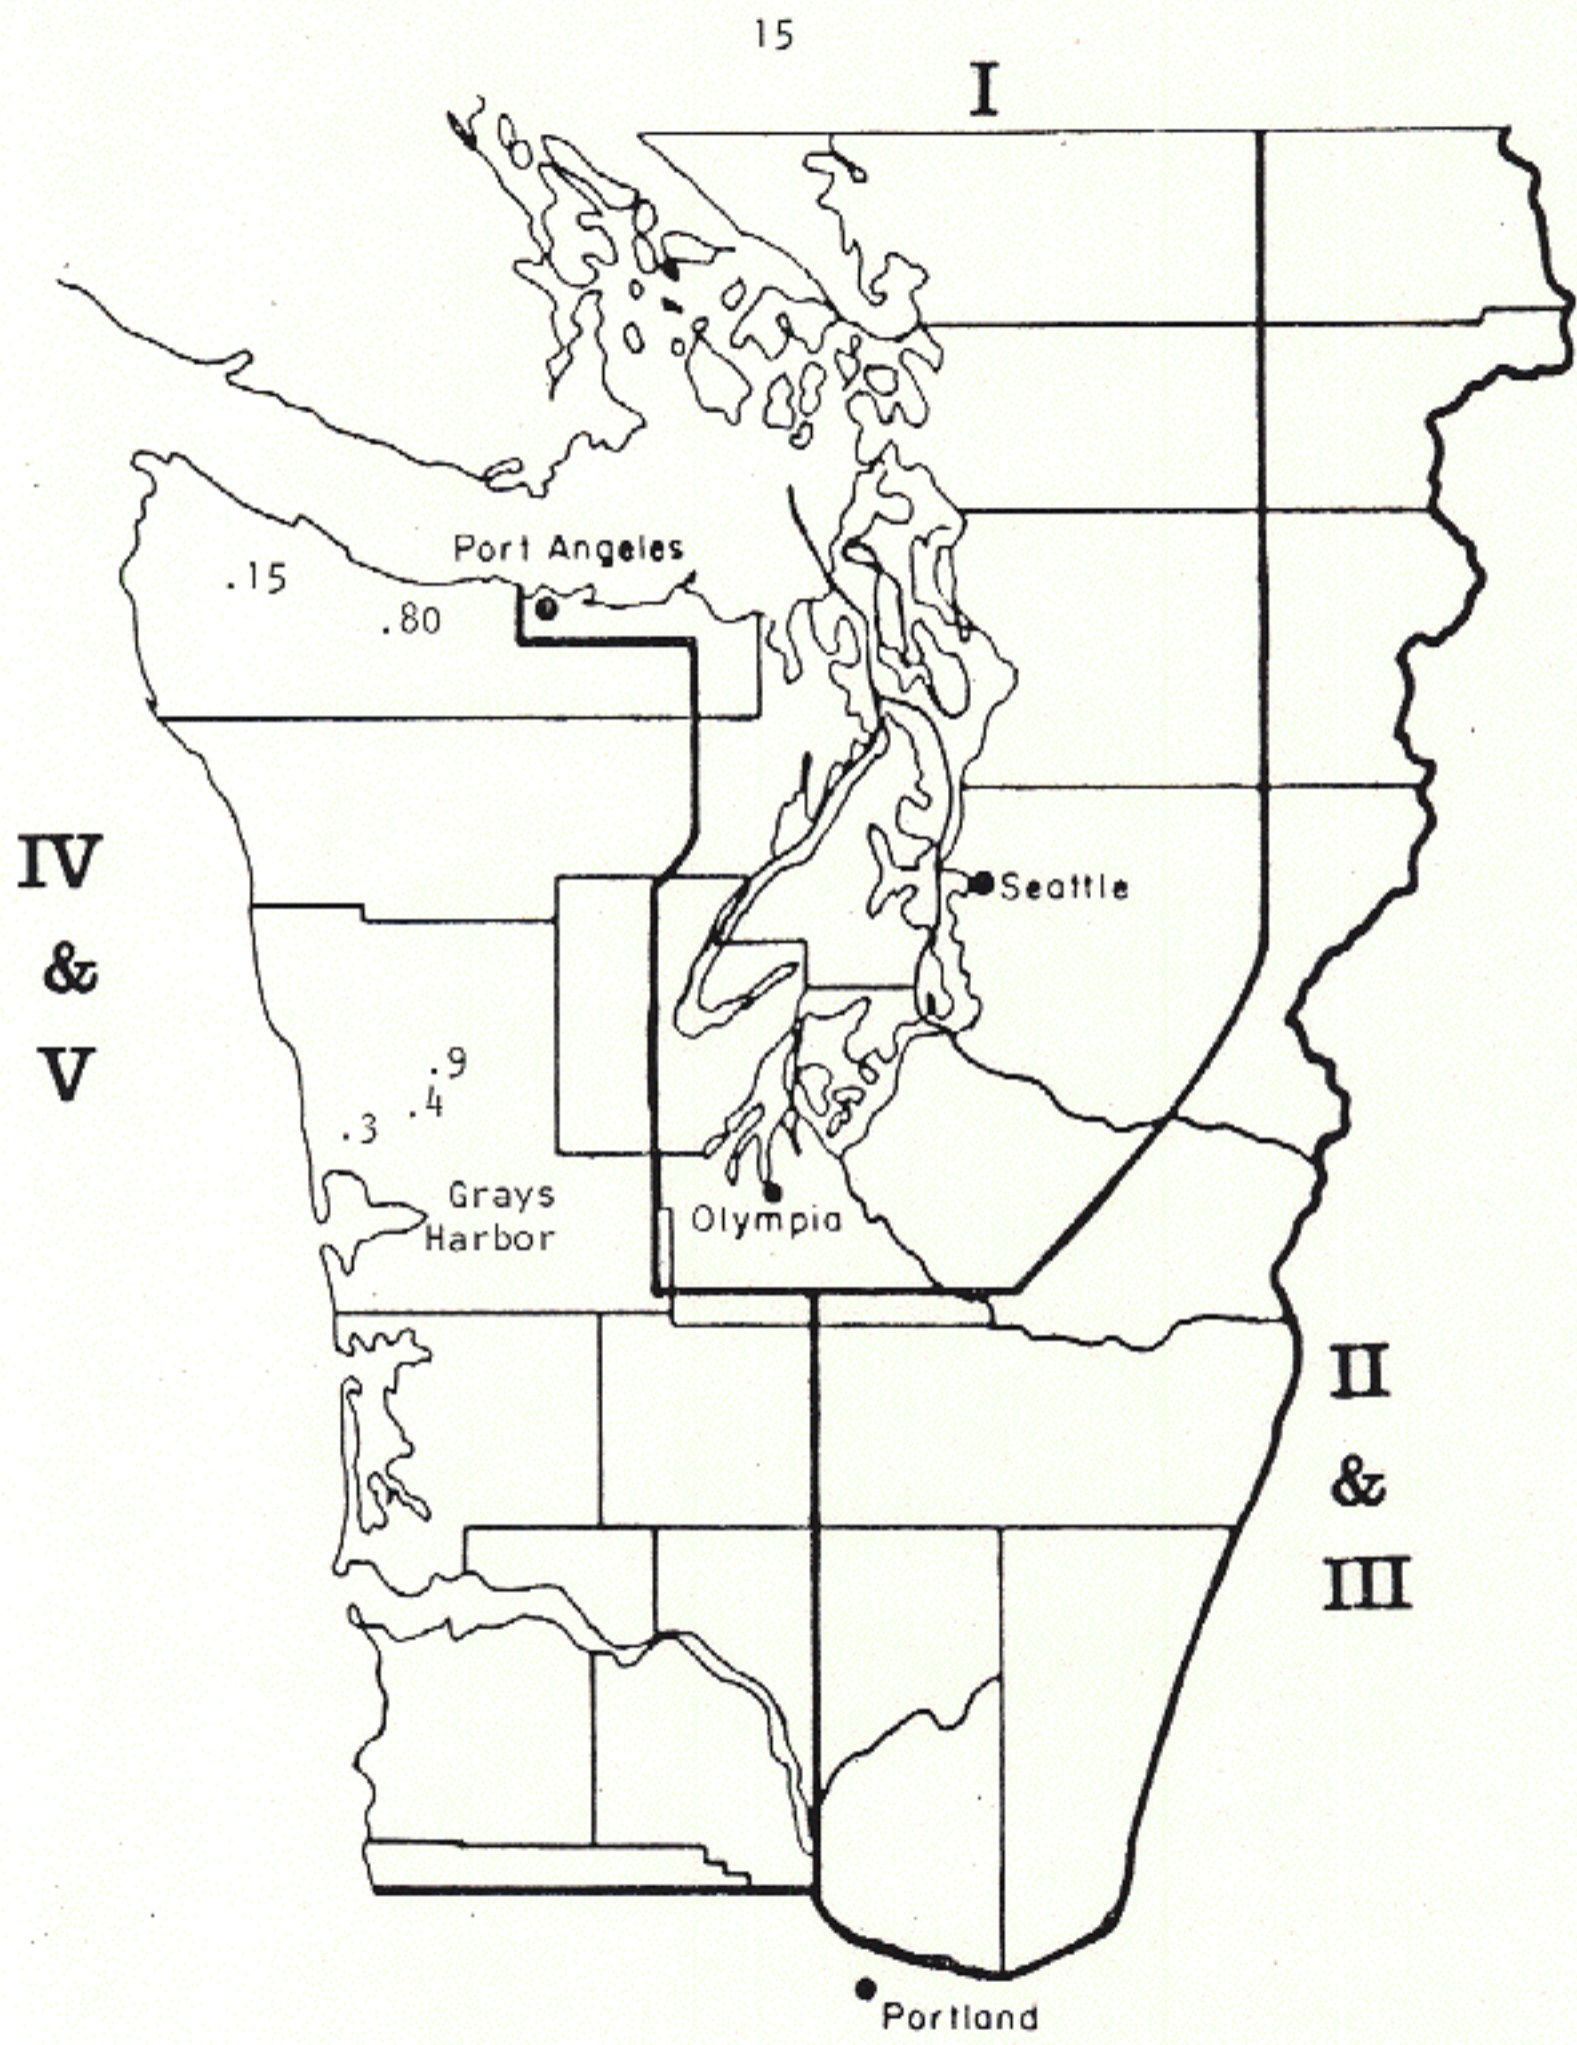 15
I
Port Angeles
.15
.80
IV
&
V
Seattle
.9
.4
.3
Grays
Harbor
Olympia
II
&
III
Portland